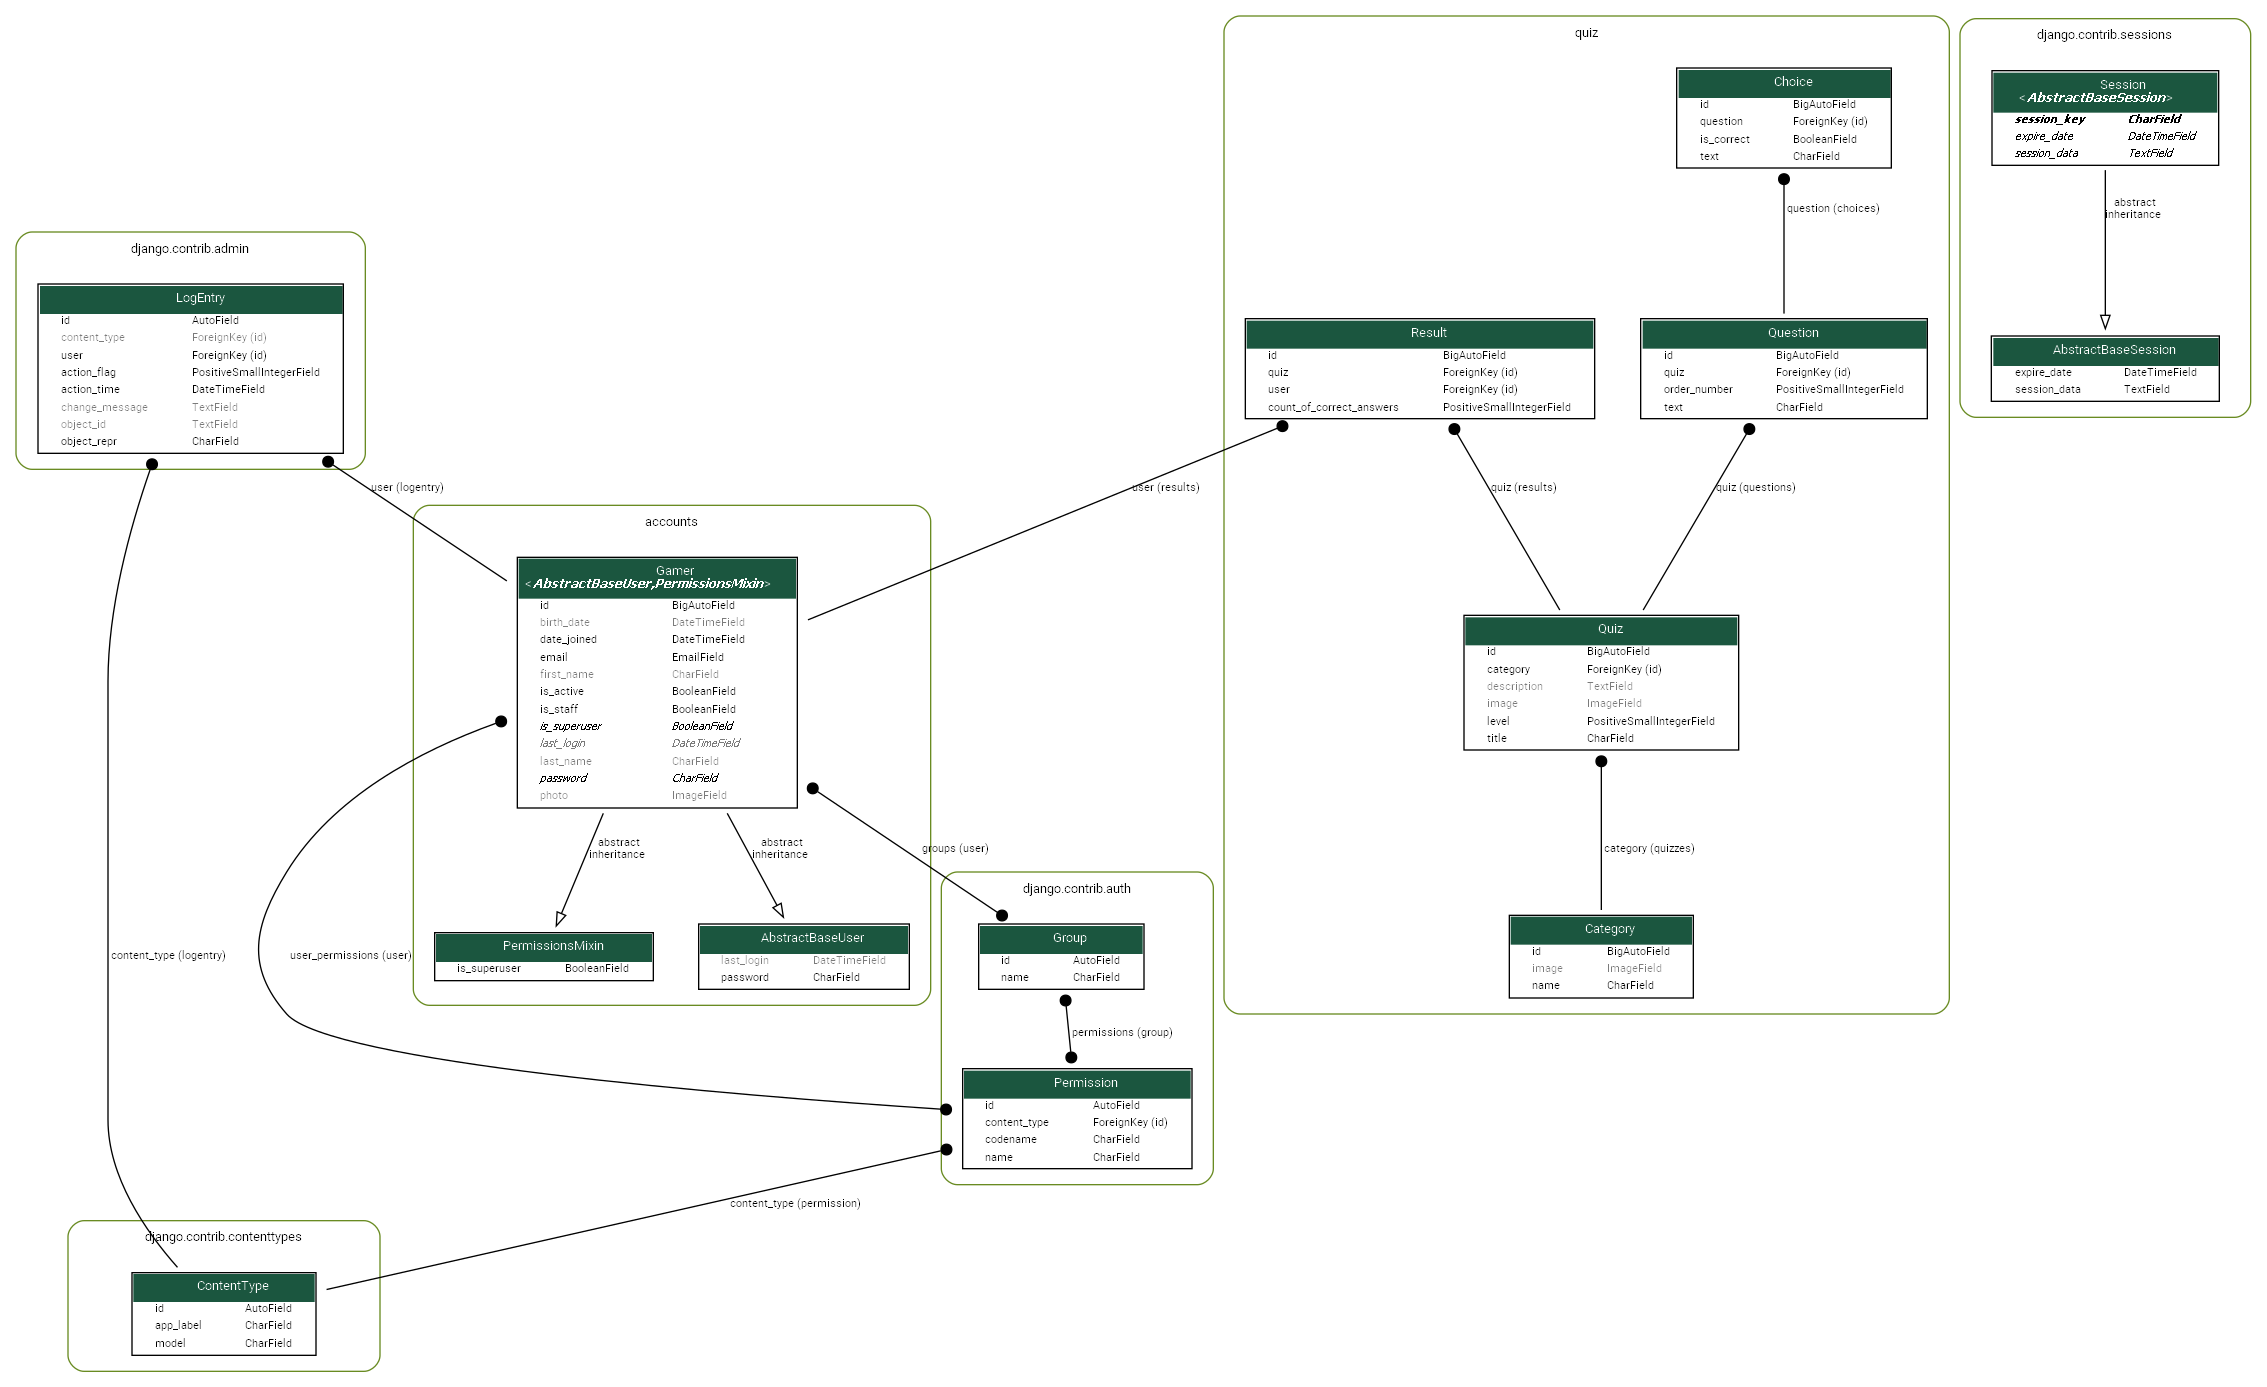 quiz
Choice
id BigAutoField
question ForeignKey (id)
is_correct BooleanField
text CharField
question (choices)
Result
id BigAutoField
quiz ForeignKey (id)
user ForeignKey (id)
count_of_correct_answers PositiveSmallIntegerField
Question
id BigAutoField
quiz ForeignKey (id)
order_number PositiveSmallIntegerField
text CharField
user (results)
quiz (results)
quiz (questions)
Quiz
id BigAutoField
category ForeignKey (id)
description TextField
image ImageField
level PositiveSmallIntegerField
title CharField
category (quizzes)
Category
id BigAutoField
image ImageField
name CharField
django.contrib.sessions
Session
<AbstractBaseSession>
session_key CharField
expire_date DateTimeField
session_data TextField
abstract
inheritance
AbstractBaseSession
expire_date DateTimeField
session_data TextField
django.contrib.admin
LogEntry
id AutoField
content_type ForeignKey (id)
user ForeignKey (id)
action_flag PositiveSmallIntegerField
action_time DateTimeField
change_message TextField
object_id TextField
object_repr CharField
user (logentry)
accounts
Gamer
<AbstractBaseUser,PermissionsMixin>
id BigAutoField
birth_date DateTimeField
date_joined DateTimeField
email EmailField
first_name CharField
is_active BooleanField
is_staff BooleanField
is_superuser BooleanField
last_login DateTimeField
last_name CharField
password CharField
photo ImageField
abstract
inheritance
abstract
inheritance
groups (user)
PermissionsMixin
is_superuser BooleanField
AbstractBaseUser
last_login DateTimeField
password CharField
content_type (logentry)
user_permissions (user)
django.contrib.auth
Group
id AutoField
name CharField
permissions (group)
Permission
id AutoField
content_type ForeignKey (id)
codename CharField
name CharField
content_type (permission)
django.contrib.contenttypes
ContentType
id AutoField
app_label CharField
model CharField